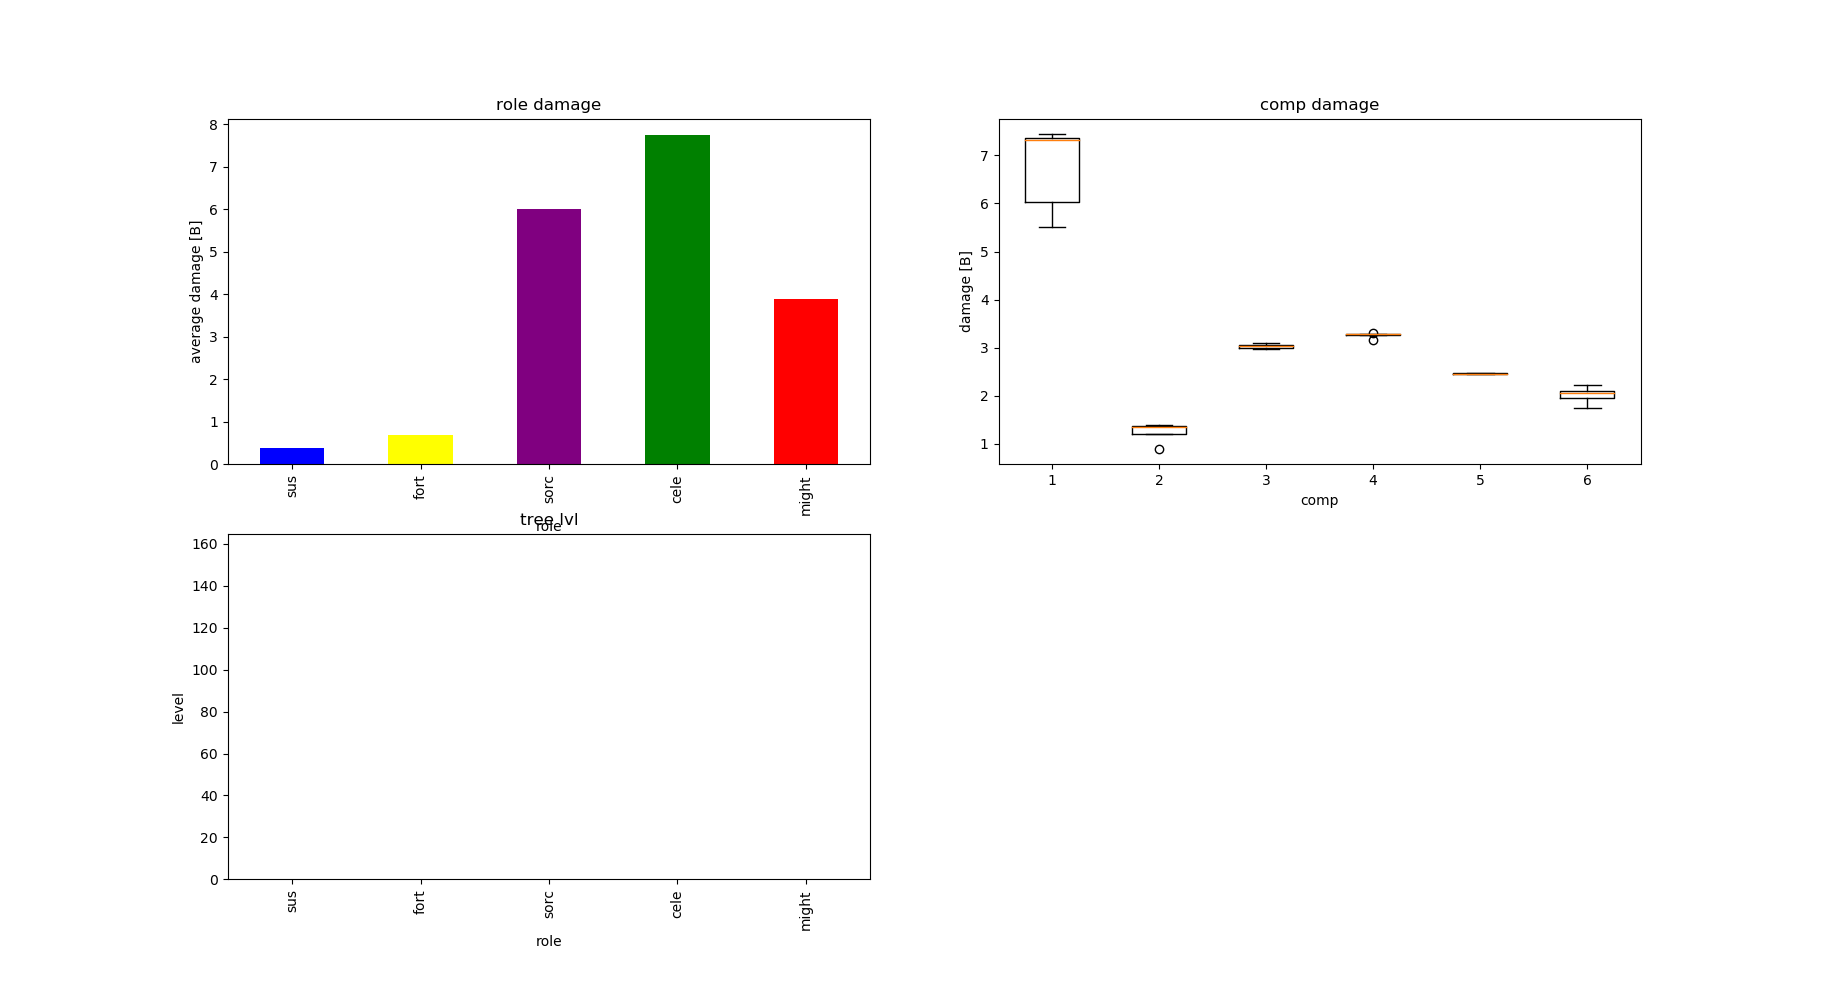 role damage
average damage [B]
8
7
6
5
4
3
2
1
0
sus
fort
sorc
cele
might
role
comp damage
damage [B]
7
6
5
4
3
2
1
1
2
3
4
5
6
comp
tree lvl
level
160
140
120
100
80
60
40
20
0
sus
fort
sorc
cele
might
role